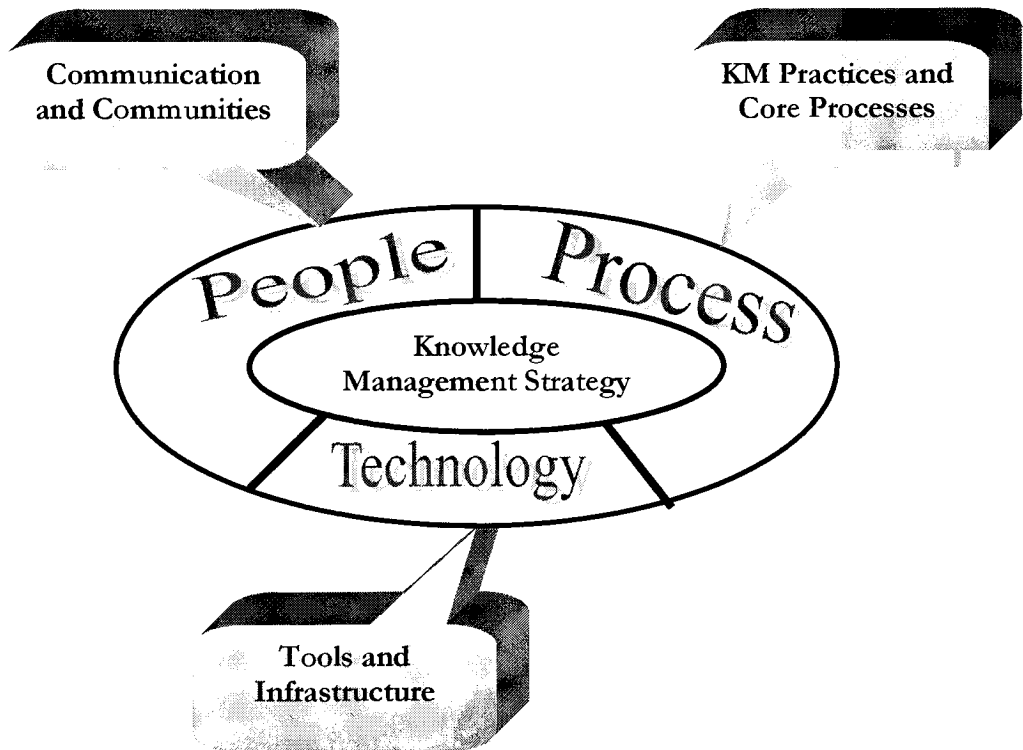 Communication
and Communities
KM Practices and
Core Processes
People
Process
Knowledge
Management Strategy
Technology
Tools and
Infrastructure